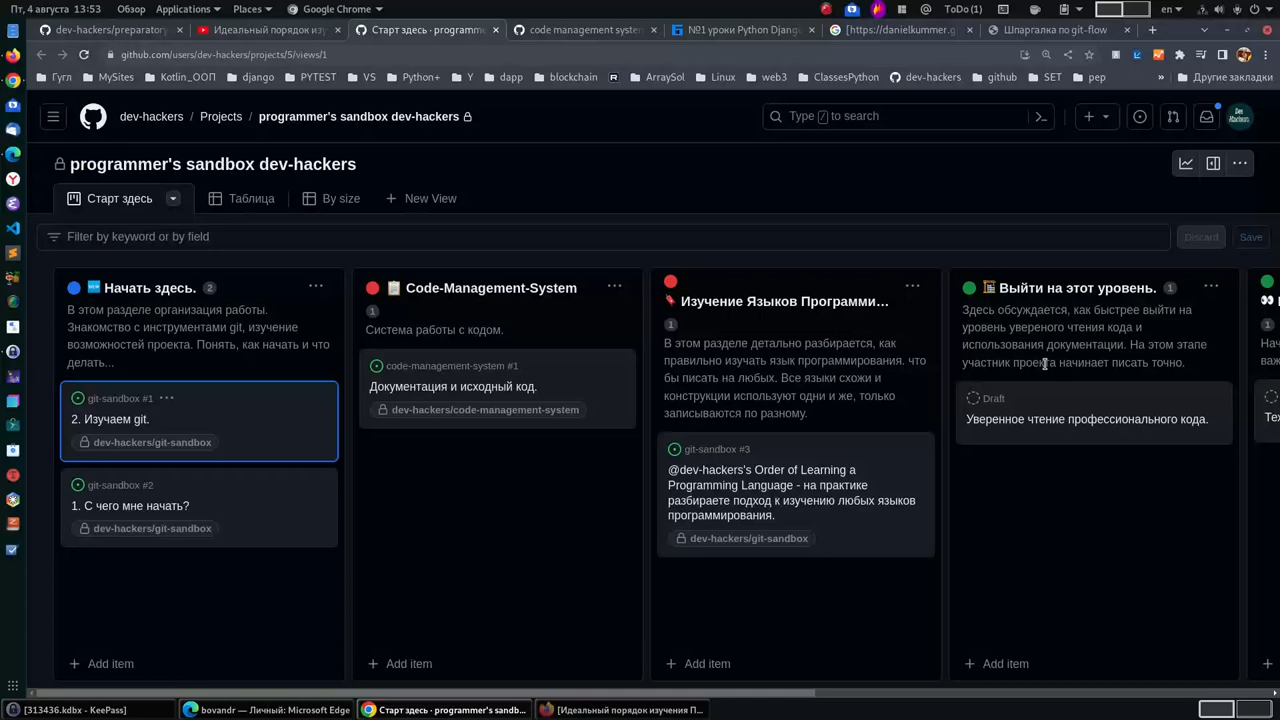 Пт, 4 августа 13:53
Обзор
Applications
Places
Google Chrome
ToDo(1)
en
dev-hackers/preparatory
Идеальный порядок изу
Старт здесь · programme
code management system
№1 уроки Python Django
[https://danielkummer.g
Шпаргалка по git-flow
github.com/users/dev-hackers/projects/5/views/1
Гугл
MySites
Kotlin_ООП
django
PYTEST
VS
Python+
Y
dapp
blockchain
R
ArraySol
Linux
web3
ClassesPython
dev-hackers
github
SET
pep
»
Другие закладки
dev-hackers / Projects / programmer's sandbox dev-hackers
Type / to search
programmer's sandbox dev-hackers
Старт здесь
Таблица
By size
New View
Filter by keyword or by field
Discard
Save
Начать здесь. 2
В этом разделе организация работы.
Знакомство с инструментами git, изучение
возможностей проекта. Понять, как начать и что
делать...
git-sandbox #1
2. Изучаем git.
dev-hackers/git-sandbox
git-sandbox #2
1. С чего мне начать?
dev-hackers/git-sandbox
Add item
Code-Management-System
1
Система работы с кодом.
code-management-system #1
Документация и исходный код.
dev-hackers/code-management-system
Add item
Изучение Языков Программи…
1
В этом разделе детально разбирается, как
правильно изучать язык программирования. что
бы писать на любых. Все языки схожи и
конструкции используют одни и же, только
записываются по разному.
git-sandbox #3
@dev-hackers's Order of Learning a
Programming Language - на практике
разбираете подход к изучению любых языков
программирования.
dev-hackers/git-sandbox
Add item
Выйти на этот уровень. 1
Здесь обсуждается, как быстрее выйти на
уровень увереного чтения кода и
использования документации. На этом этапе
участник проекта начинает писать точно.
Draft
Уверенное чтение профессионального кода.
Add item
1
[313436.kdbx - KeePass]
bovandr — Личный: Microsoft Edge
Старт здесь · programmer's sandb...
[Идеальный порядок изучения П...